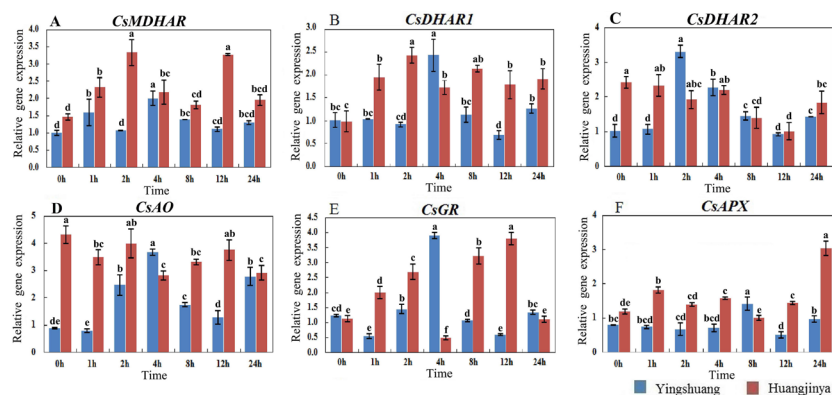 A CsMDHAR
Relative gene expression
4.0
3.5
3.0
2.5
2.0
1.5
1.0
0.5
0.0
d d b cd a d a bc bc cd d a cd bcd
0h 1h 2h 4h 8h 12h 24h
Time
B CsDHAR1
Relative gene expression
3.0
2.5
2.0
1.5
1.0
0.5
0.0
bc c c b c a a b bc ab d b b b
0h 1h 2h 4h 8h 12h 24h
Time
C CsDHAR2
Relative gene expression
4
3
2
1
0
d a d ab a bc b ab c cd d d c bc
0h 1h 2h 4h 8h 12h 24h
Time
D CsAO
Relative gene expression
5
4
3
2
1
0
de a e bc b ab a c c bc d ab b c
0h 1h 2h 4h 8h 12h 24h
Time
E CsGR
Relative gene expression
4.5
4.0
3.5
3.0
2.5
2.0
1.5
1.0
0.5
0.0
cd e e d b c a f d b e a c e
0h 1h 2h 4h 8h 12h 24h
Time
F CsAPX
Relative gene expression
4
3
2
1
0
bc de cd b cd cd cd c a e d c b a
0h 1h 2h 4h 8h 12h 24h
Time
Yingshuang Huangjinya